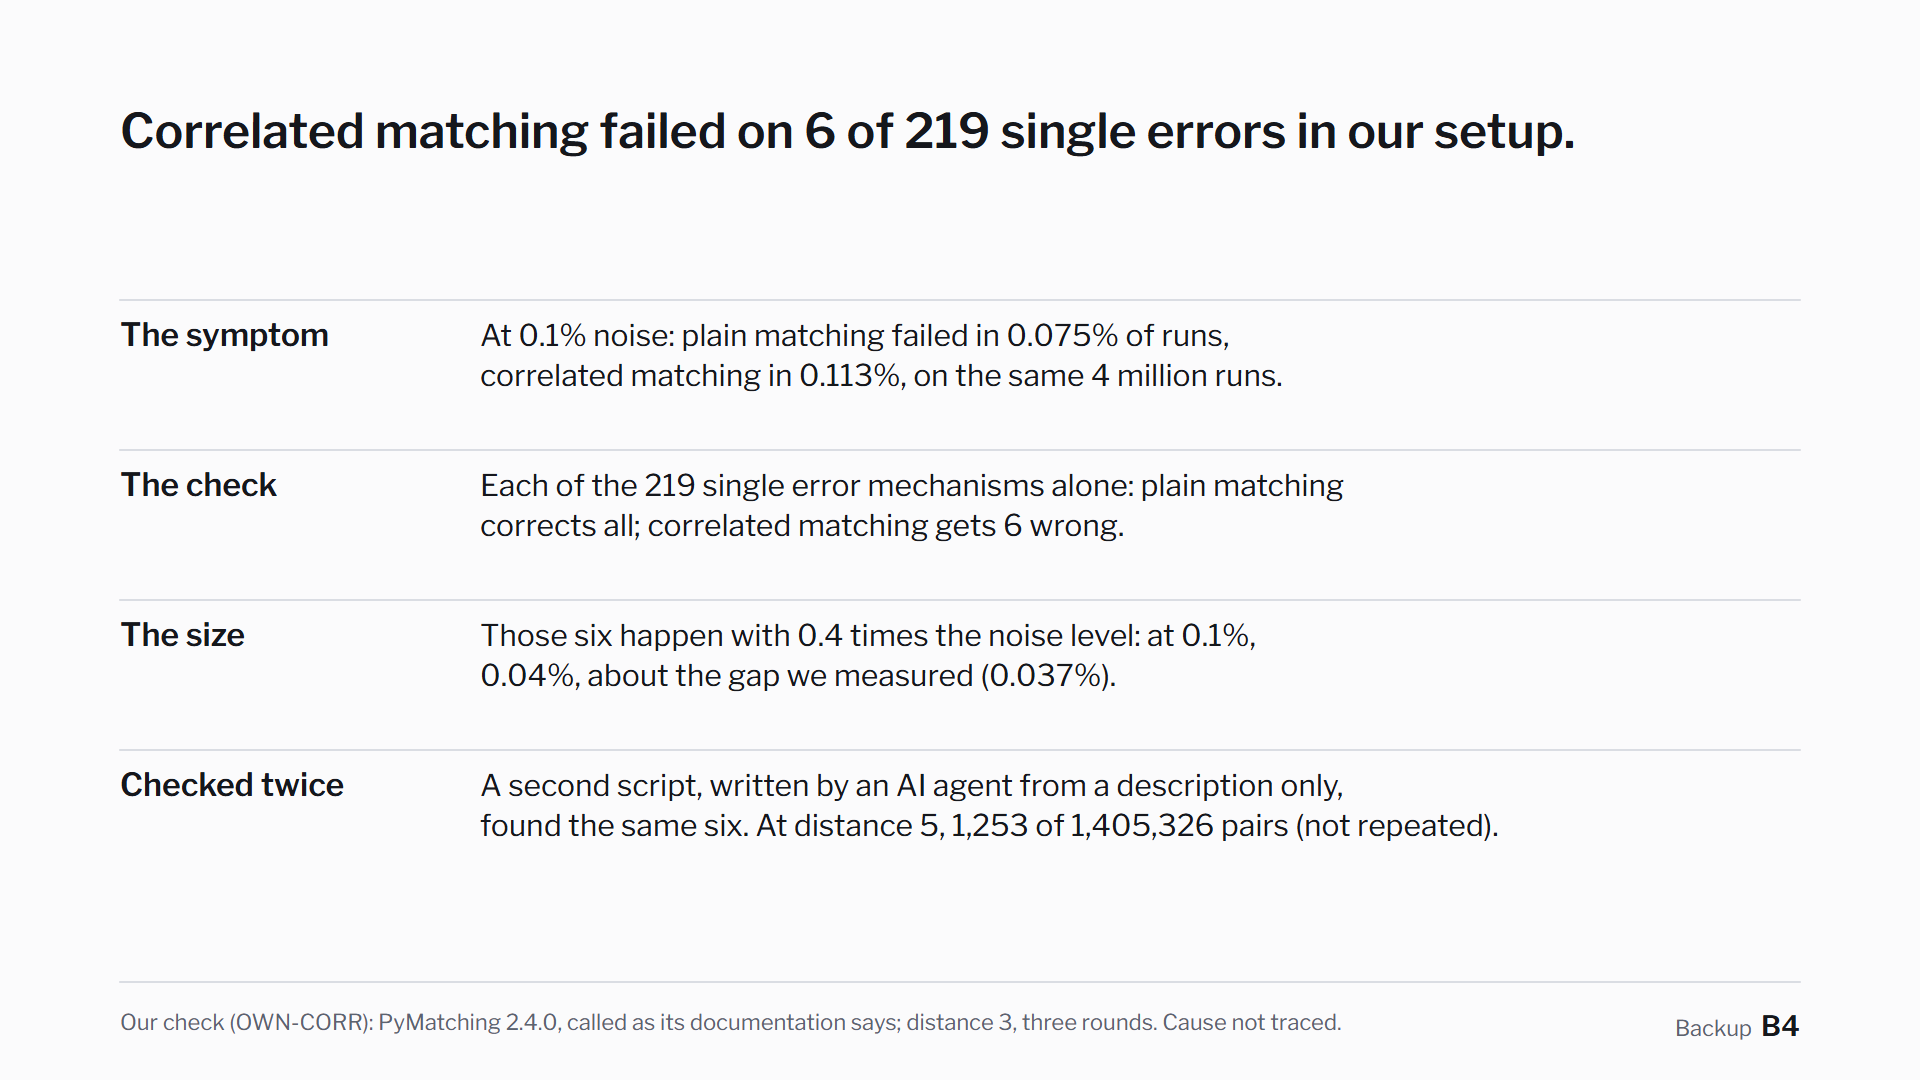 Correlated matching failed on 6 of 219 single errors in our setup.
The symptom
At 0.1% noise: plain matching failed in 0.075% of runs,
correlated matching in 0.113%, on the same 4 million runs.
The check
Each of the 219 single error mechanisms alone: plain matching
corrects all; correlated matching gets 6 wrong.
The size
Those six happen with 0.4 times the noise level: at 0.1%,
0.04%, about the gap we measured (0.037%).
Checked twice
A second script, written by an AI agent from a description only,
found the same six. At distance 5, 1,253 of 1,405,326 pairs (not repeated).
Our check (OWN-CORR): PyMatching 2.4.0, called as its documentation says; distance 3, three rounds. Cause not traced.
Backup B4